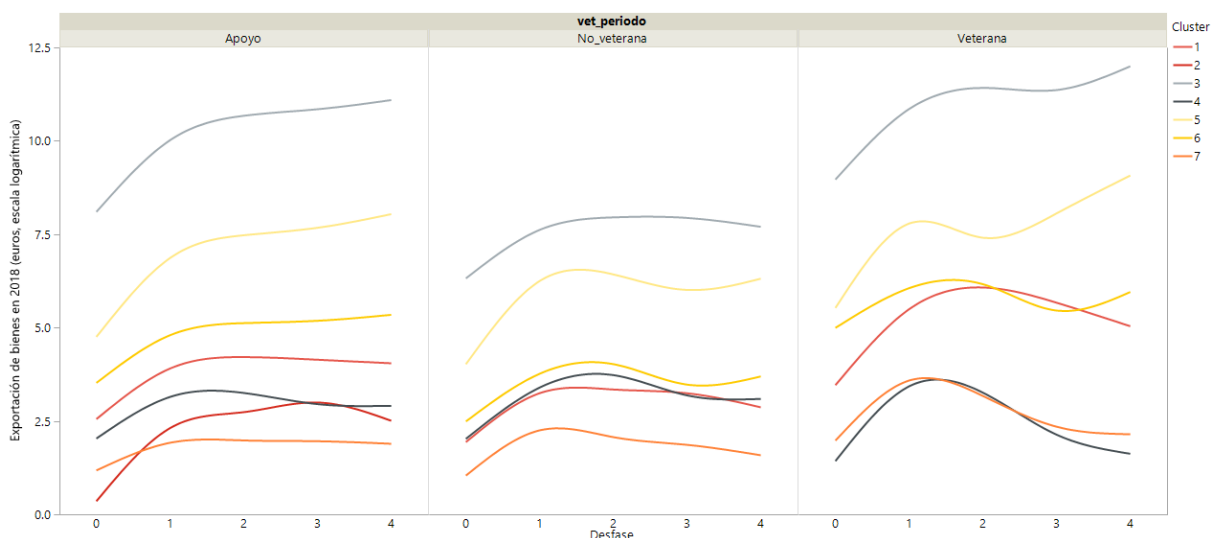 vet_periodo
Apoyo No_veterana Veterana
Exportación de bienes en 2018 (euros, escala logarítmica)
12.5
10.0
7.5
5.0
2.5
0.0
0 1 2 3 4 0 1 2 3 4 0 1 2 3 4
Desfase
Cluster
1
2
3
4
5
6
7